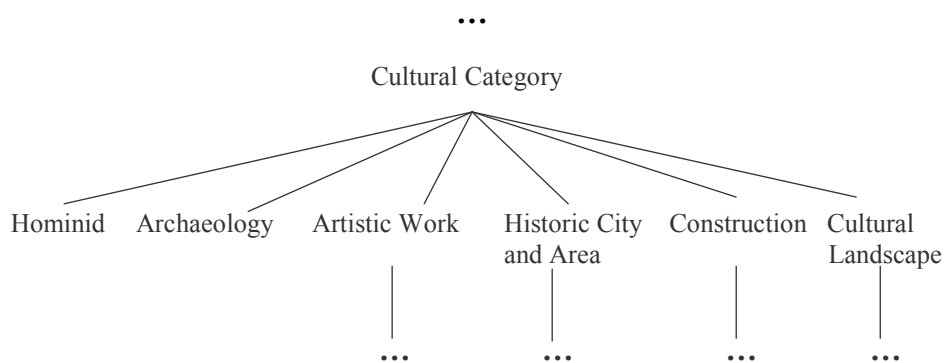 ...
Cultural Category
Hominid Archaeology Artistic Work Historic City and Area Construction Cultural Landscape
... ... ... ...